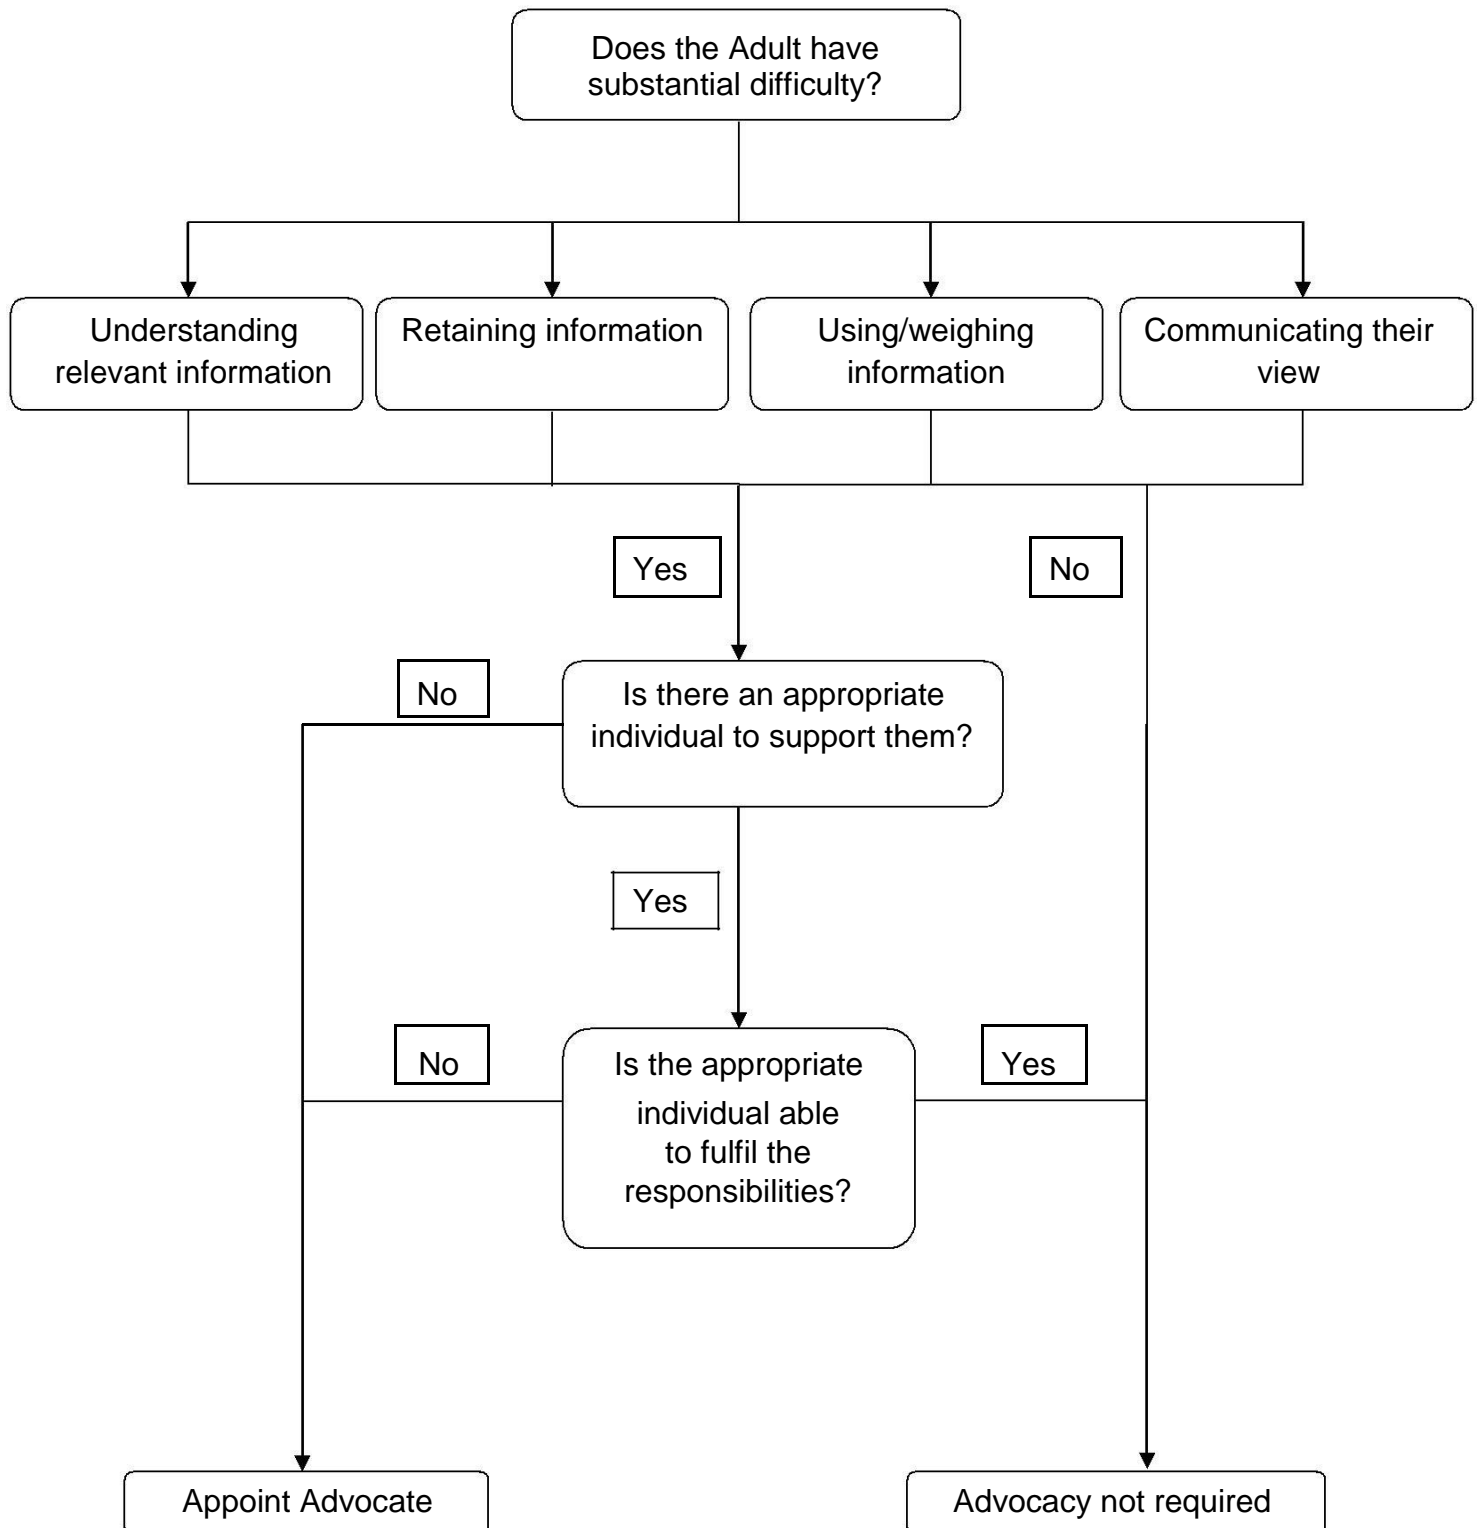 Does the Adult have
substantial difficulty?
Understanding
relevant information
Retaining information
Using/weighing
information
Communicating their
view
Yes
No
No
Is there an appropriate
individual to support them?
Yes
No
Is the appropriate
individual able
to fulfil the
responsibilities?
Yes
Appoint Advocate
Advocacy not required